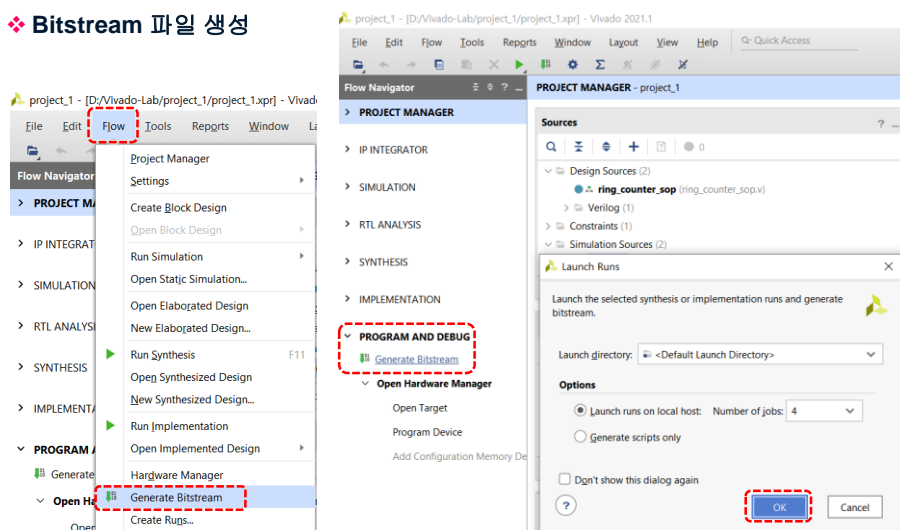 ❖ Bitstream 파일 생성
project_1 - [D:/Vivado-Lab/project_1/project_1.xpr] - Vivad
File Edit Flow Tools Reports Window La
Flow Navigator
PROJECT MA
IP INTEGRAT
SIMULATION
RTL ANALYSI
SYNTHESIS
IMPLEMENTA
PROGRAM A
Generate
Open Ha
Open
Project Manager
Settings
Create Block Design
Open Block Design
Run Simulation
Open Static Simulation...
Open Elaborated Design
New Elaborated Design...
Run Synthesis F11
Open Synthesized Design
New Synthesized Design...
Run Implementation
Open Implemented Design
Hardware Manager
Generate Bitstream
Create Runs...
project_1 - [D:/Vivado-Lab/project_1/project_1.xpr] - Vivado 2021.1
File Edit Flow Tools Reports Window Layout View Help Quick Access
Flow Navigator
PROJECT MANAGER
IP INTEGRATOR
SIMULATION
RTL ANALYSIS
SYNTHESIS
IMPLEMENTATION
PROGRAM AND DEBUG
Generate Bitstream
Open Hardware Manager
Open Target
Program Device
Add Configuration Memory De
PROJECT MANAGER - project_1
Sources
0
Design Sources (2)
ring_counter_sop (ring_counter_sop.v)
Verilog (1)
Constraints (1)
Simulation Sources (2)
Launch Runs
Launch the selected synthesis or implementation runs and generate
bitstream.
Launch directory: <Default Launch Directory>
Options
Launch runs on local host: Number of jobs: 4
Generate scripts only
Don't show this dialog again
OK Cancel